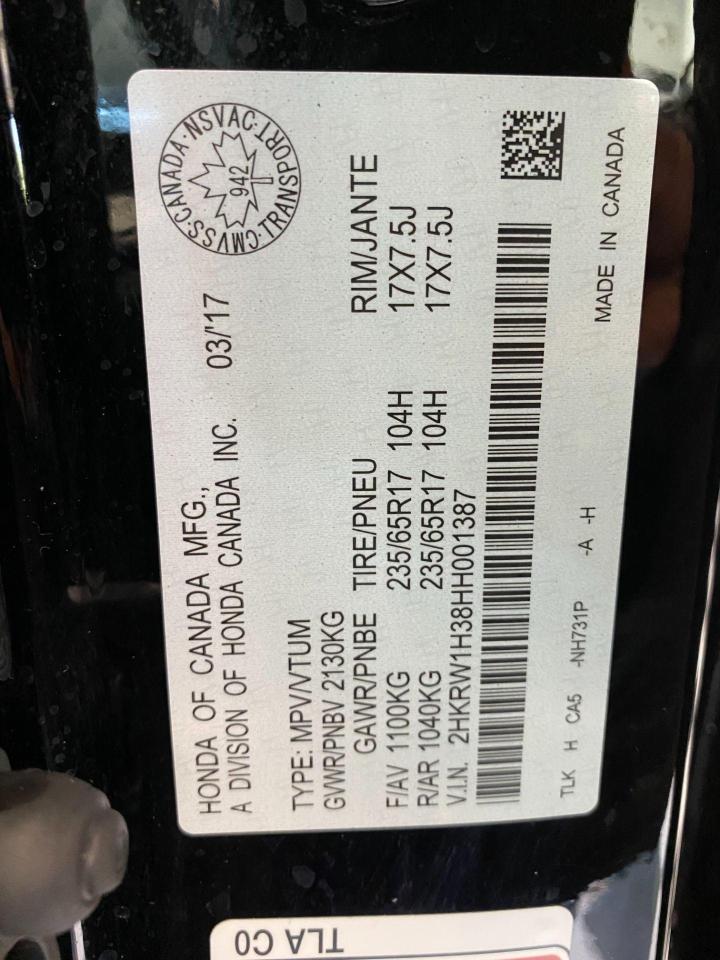 HONDA OF CANADA MFG.,
A DIVISION OF HONDA CANADA INC. 03/'17
CMVSS·CANADA·NSVAC·TRANSPORT
942
TYPE: MPV/VTUM
GVWR/PNBV 2130KG
GAWR/PNBE TIRE/PNEU RIM/JANTE
F/AV 1100KG 235/65R17 104H 17X7.5J
R/AR 1040KG 235/65R17 104H 17X7.5J
V.I.N. 2HKRW1H38HH001387
TLK H CA5 -NH731P -A -H
MADE IN CANADA
TLA C0